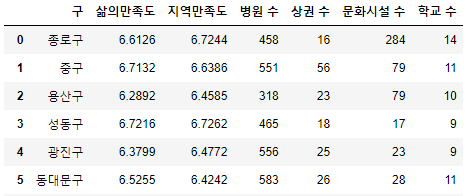 구 삶의만족도 지역만족도 병원 수 상권 수 문화시설 수 학교 수
0 종로구 6.6126 6.7244 458 16 284 14
1 중구 6.7132 6.6386 551 56 79 11
2 용산구 6.2892 6.4585 318 23 79 10
3 성동구 6.7216 6.7262 465 18 17 9
4 광진구 6.3799 6.4772 556 25 23 9
5 동대문구 6.5255 6.4242 583 26 28 11